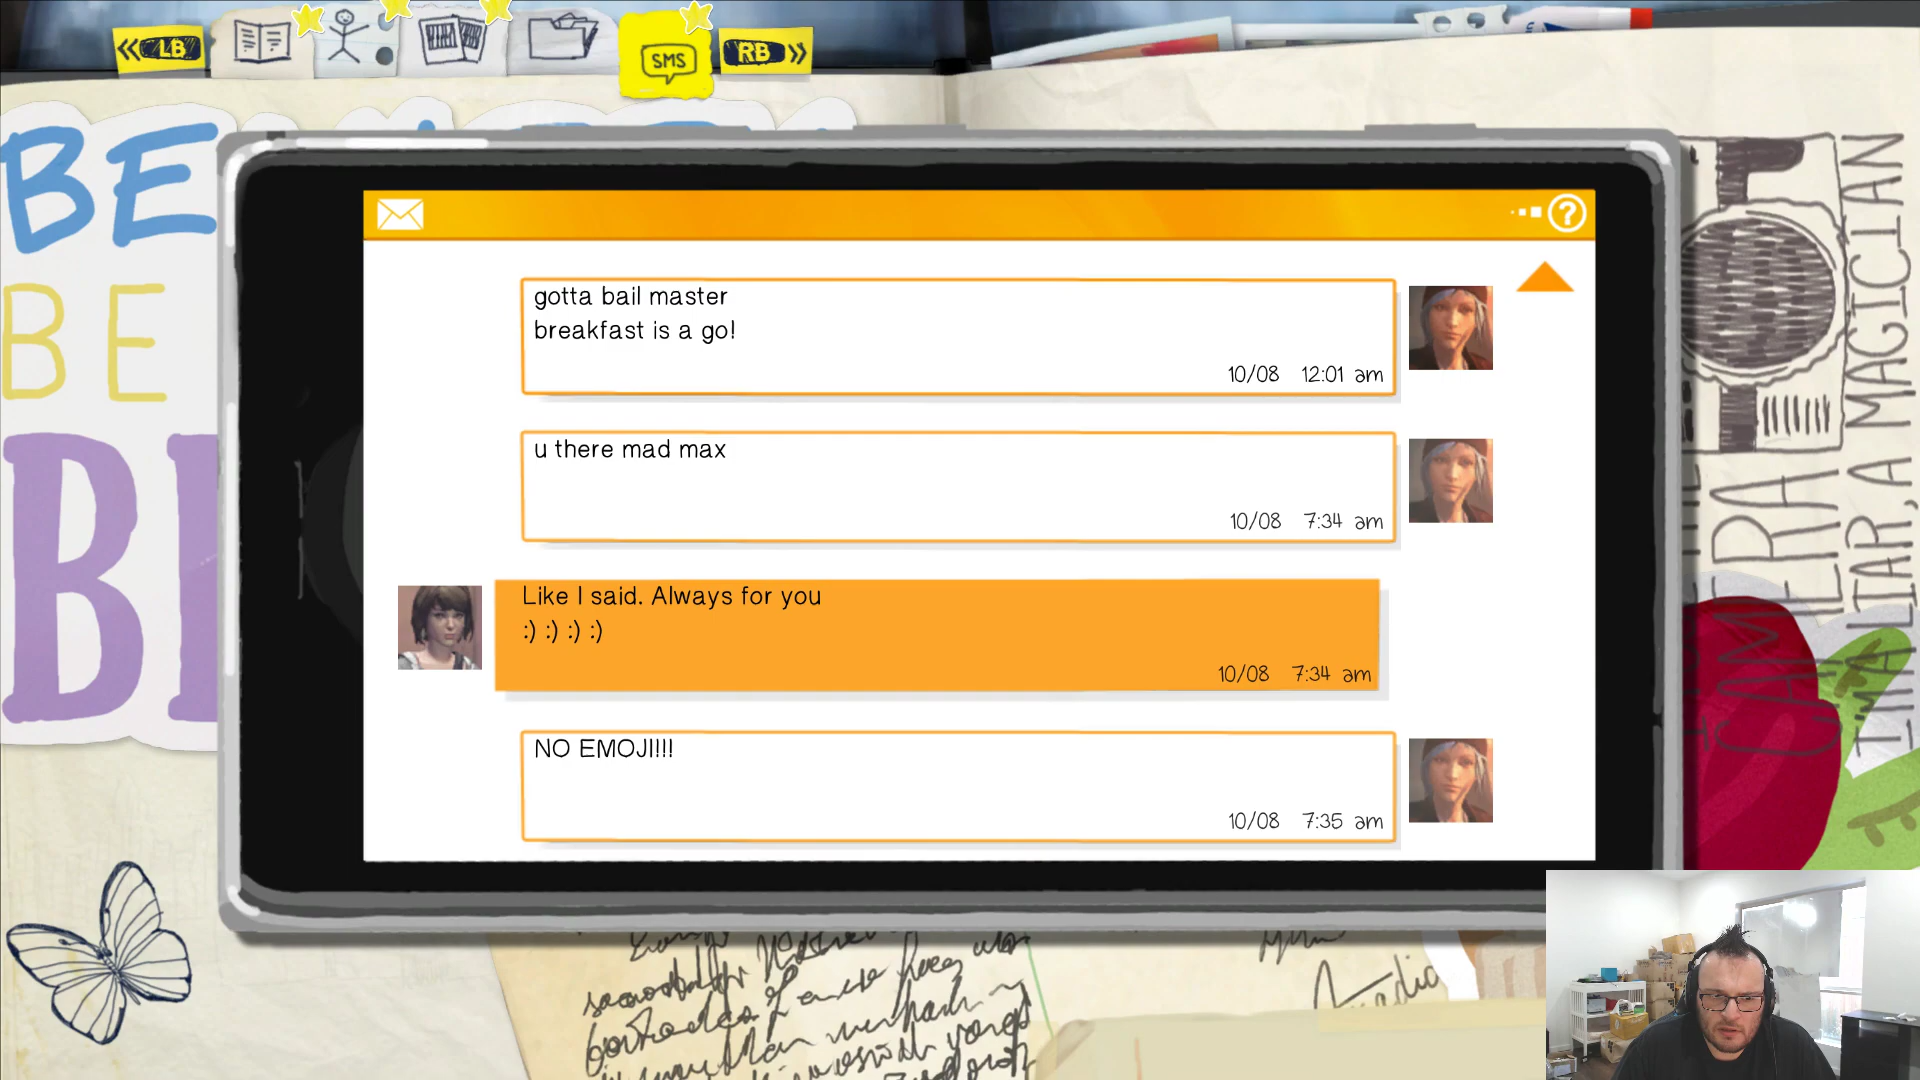 LB
SMS
RB
BE
BE
gotta bail master
breakfast is a go!
10/08 12:01 am
u there mad max
10/08 7:34 am
Like I said. Always for you
:) :) :) :)
10/08 7:34 am
NO EMOJI!!!!
10/08 7:35 am
CAMERA
I'M A LIAR, A MAGICIAN